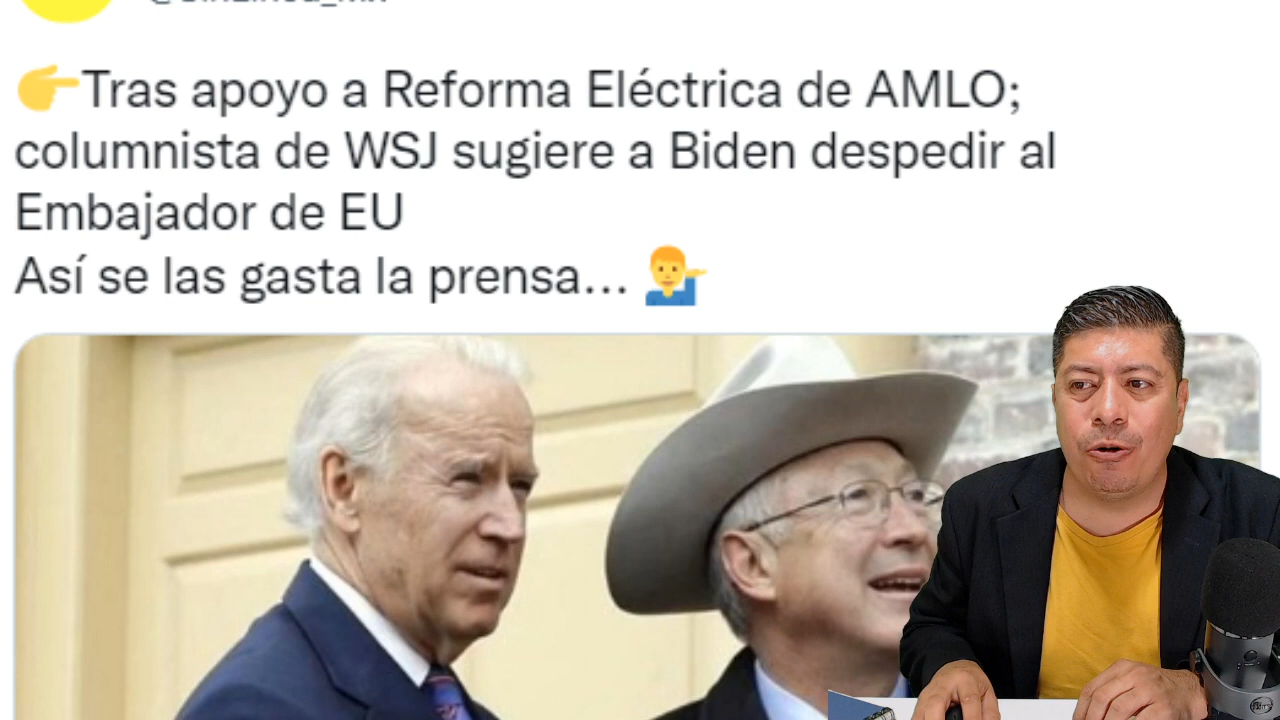 👉Tras apoyo a Reforma Eléctrica de AMLO;
columnista de WSJ sugiere a Biden despedir al
Embajador de EU
Así se las gasta la prensa... 💁‍♂️